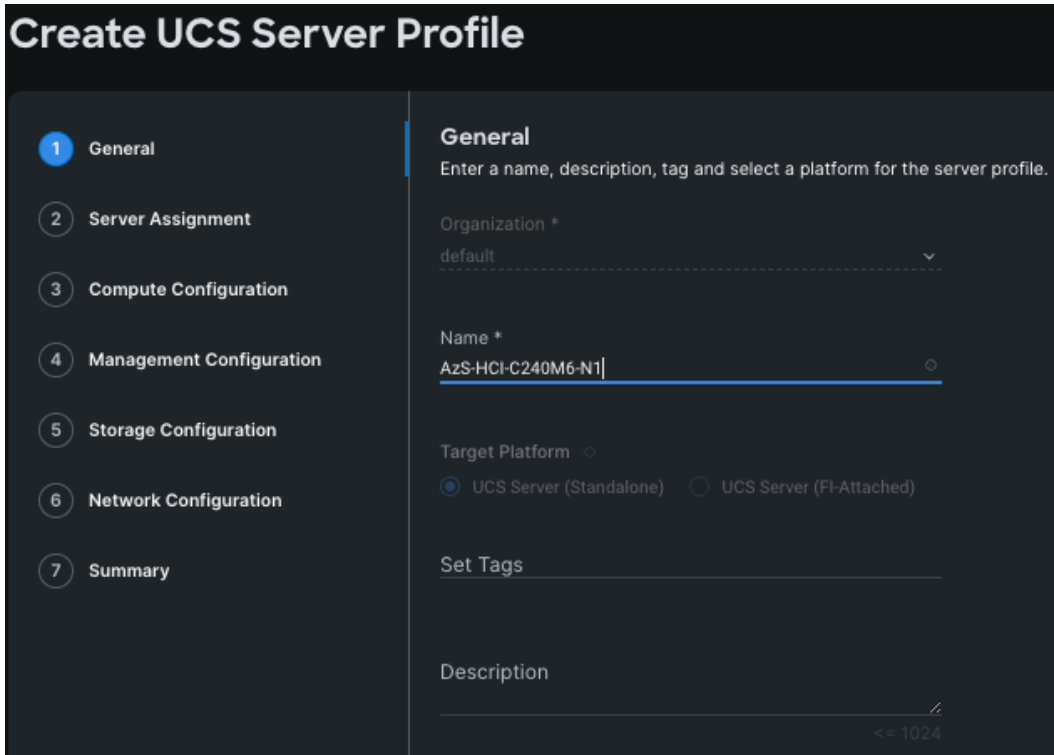 Create UCS Server Profile
1 General
2 Server Assignment
3 Compute Configuration
4 Management Configuration
5 Storage Configuration
6 Network Configuration
7 Summary
General
Enter a name, description, tag and select a platform for the server profile.
Organization *
default
Name *
AzS-HCI-C240M6-N1
Target Platform
UCS Server (Standalone) UCS Server (FI-Attached)
Set Tags
Description
<= 1024